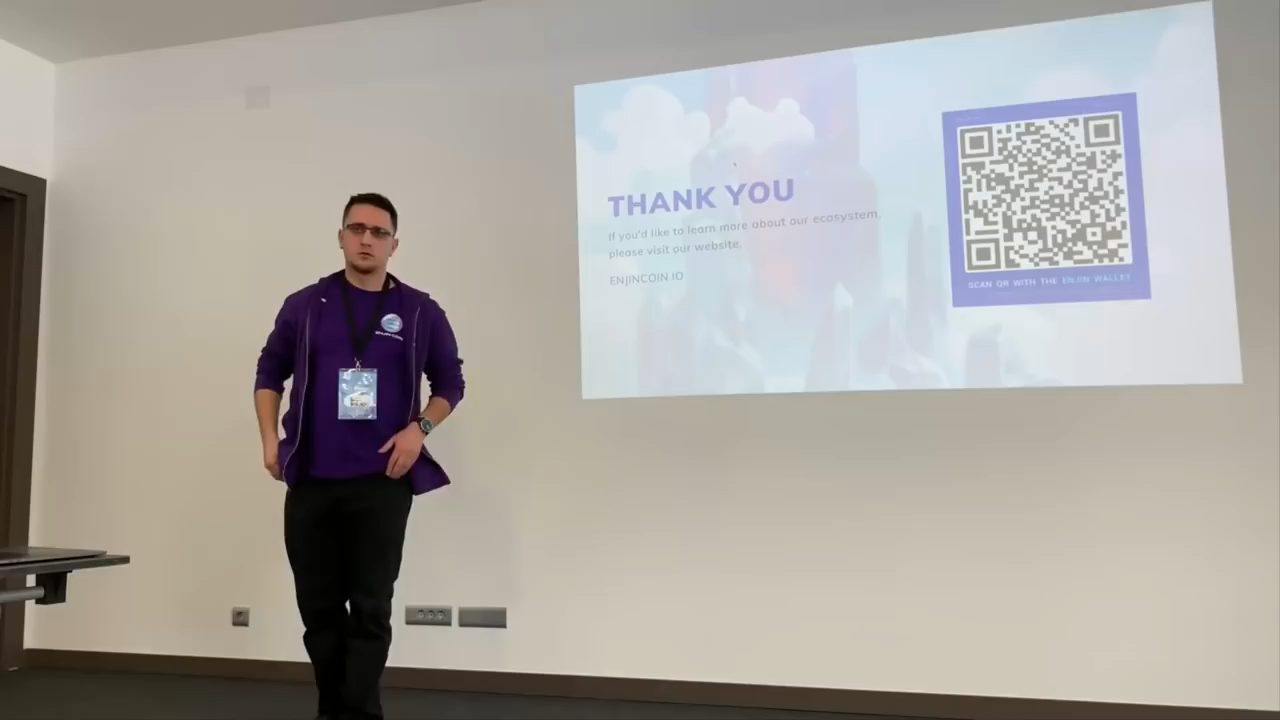 THANK YOU
If you'd like to learn more about our ecosystem,
please visit our website.
ENJINCOIN.IO
SCAN QR WITH THE ENJIN WALLET